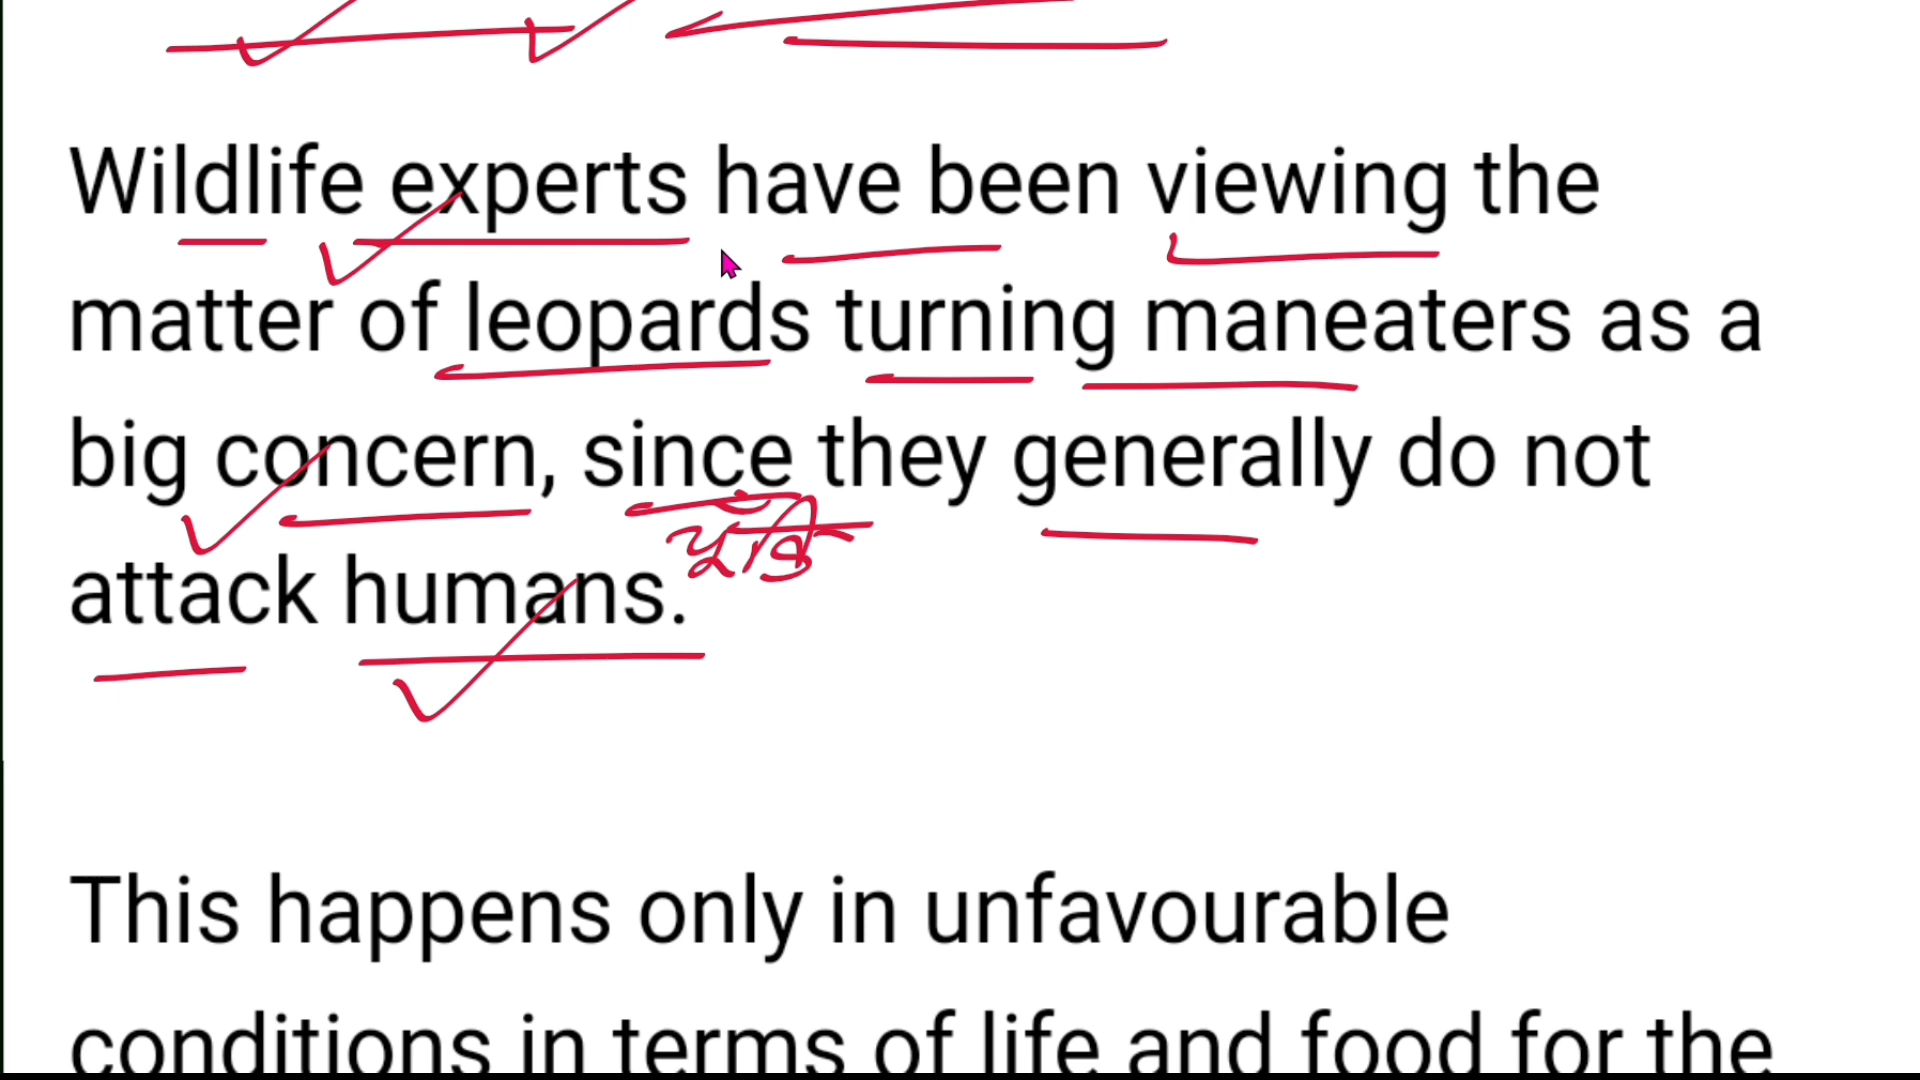 Wildlife experts have been viewing the
matter of leopards turning maneaters as a
big concern, since they generally do not
attack humans.
This happens only in unfavourable
conditions in terms of life and food for the